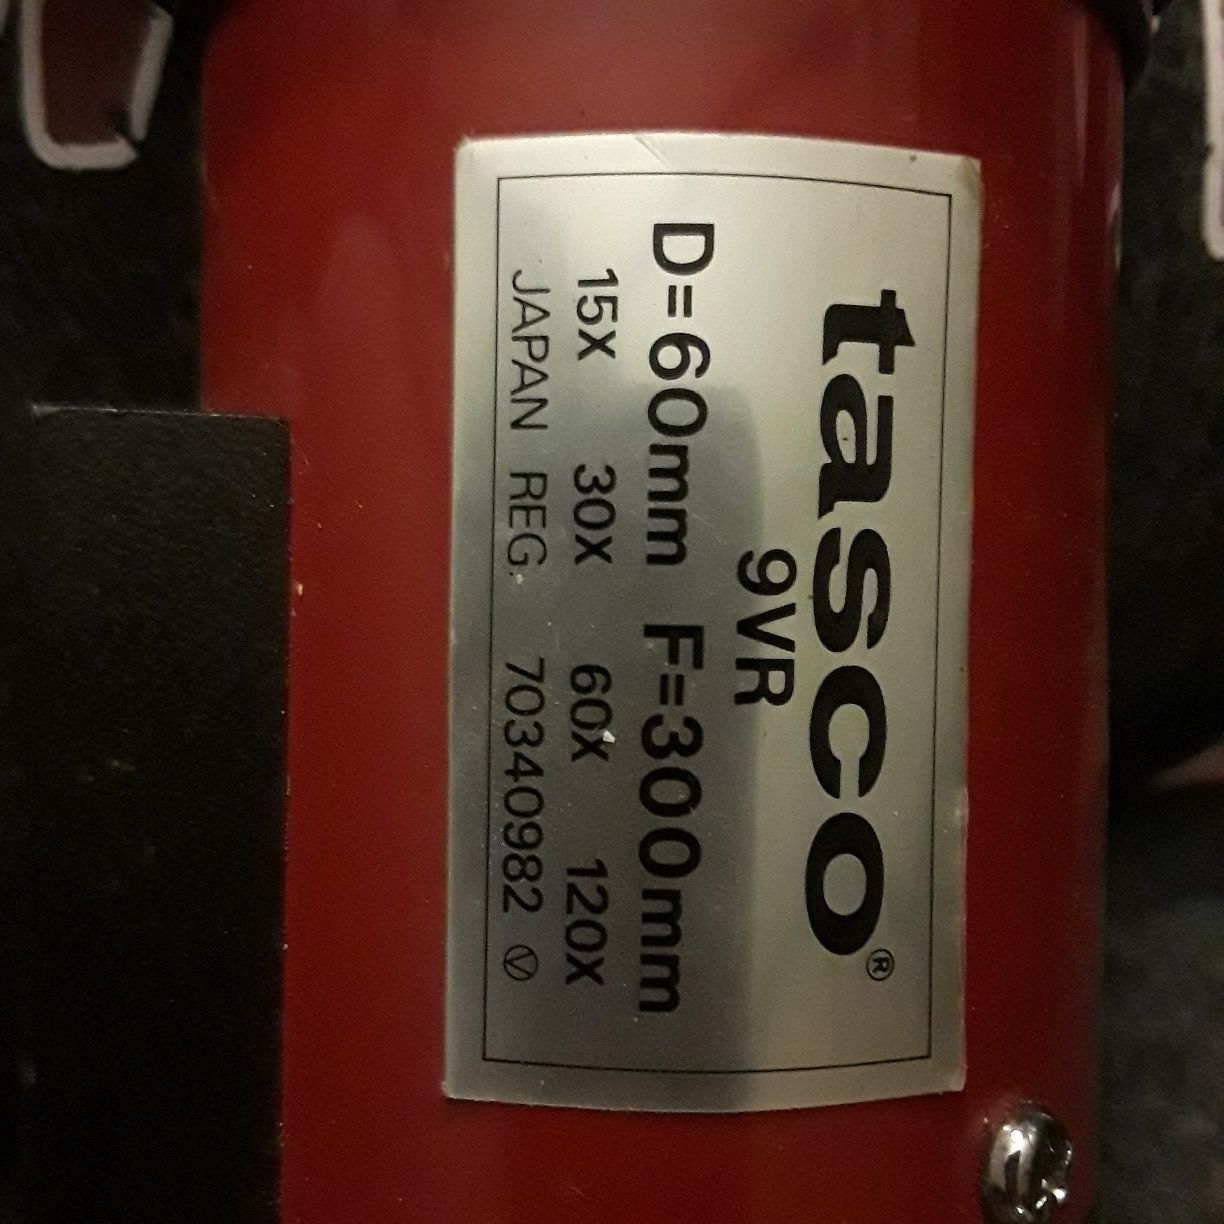 tasco®
9VR
D=60mm F=300mm
15X 30X 60X 120X
JAPAN REG. 70340982 Ⓥ